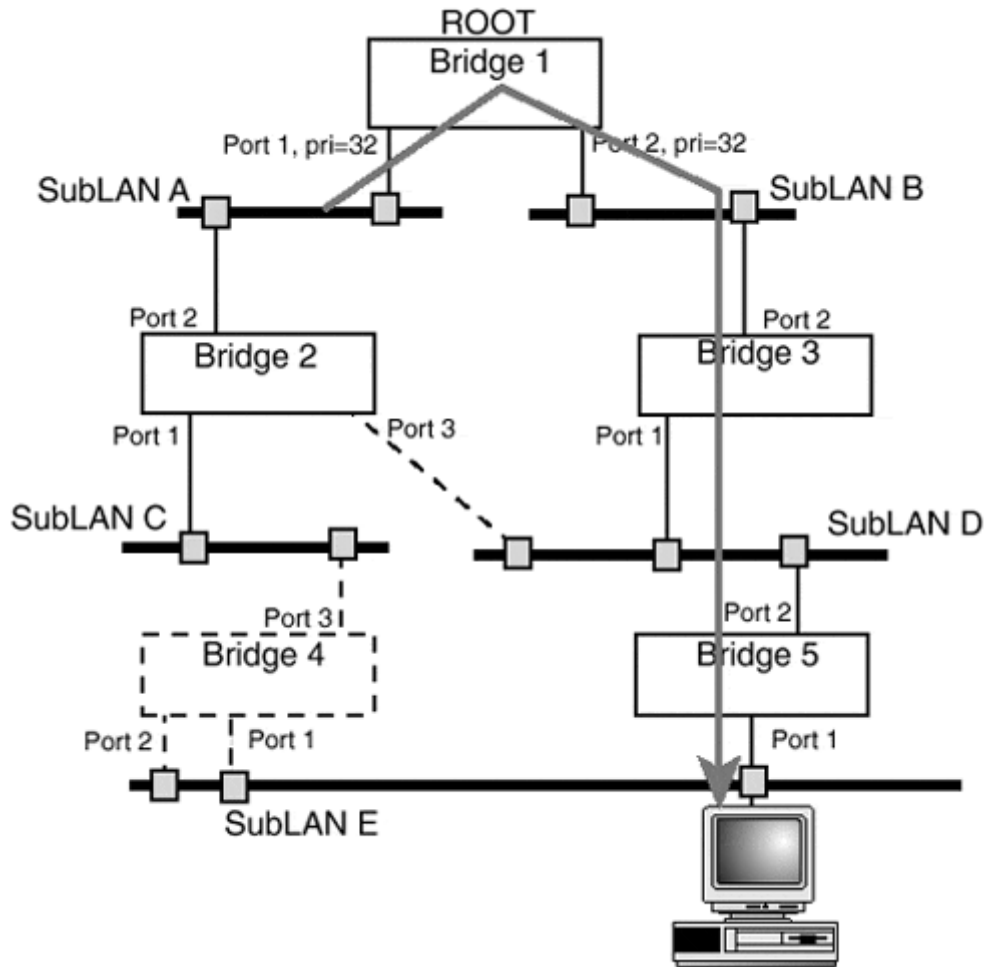 ROOT
Bridge 1
Port 1, pri=32
Port 2, pri=32
SubLAN A
SubLAN B
Port 2
Port 2
Bridge 2
Bridge 3
Port 1
Port 3
Port 1
SubLAN C
SubLAN D
Port 3
Port 2
Bridge 4
Bridge 5
Port 2
Port 1
Port 1
SubLAN E